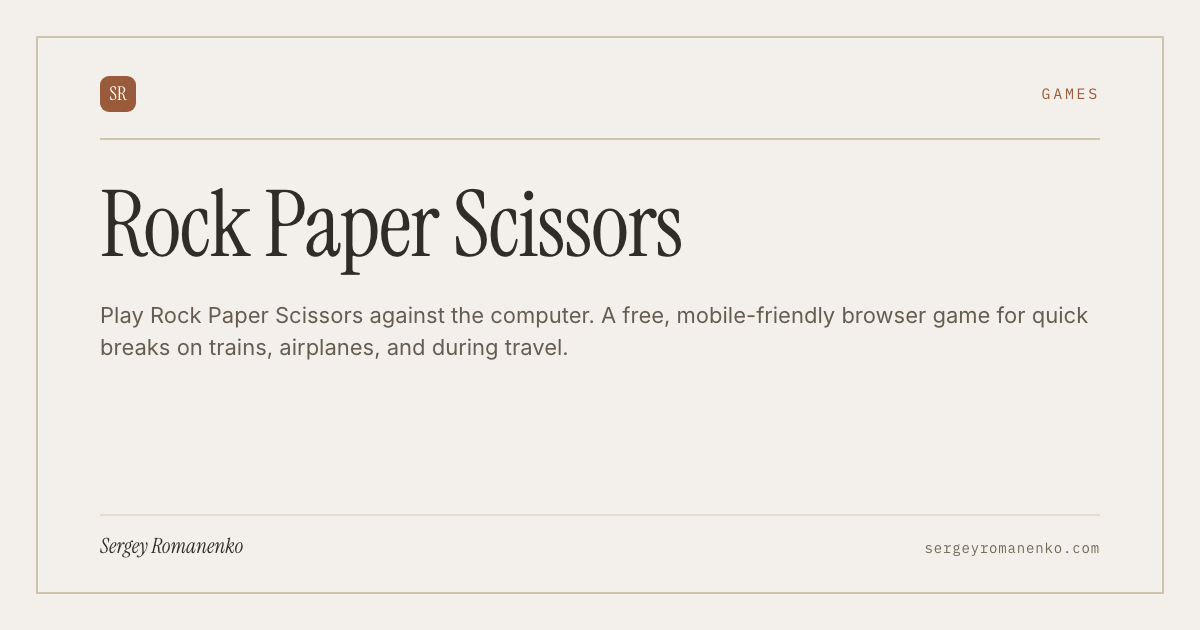 SR
GAMES
Rock Paper Scissors
Play Rock Paper Scissors against the computer. A free, mobile-friendly browser game for quick
breaks on trains, airplanes, and during travel.
Sergey Romanenko
sergeyromanenko.com